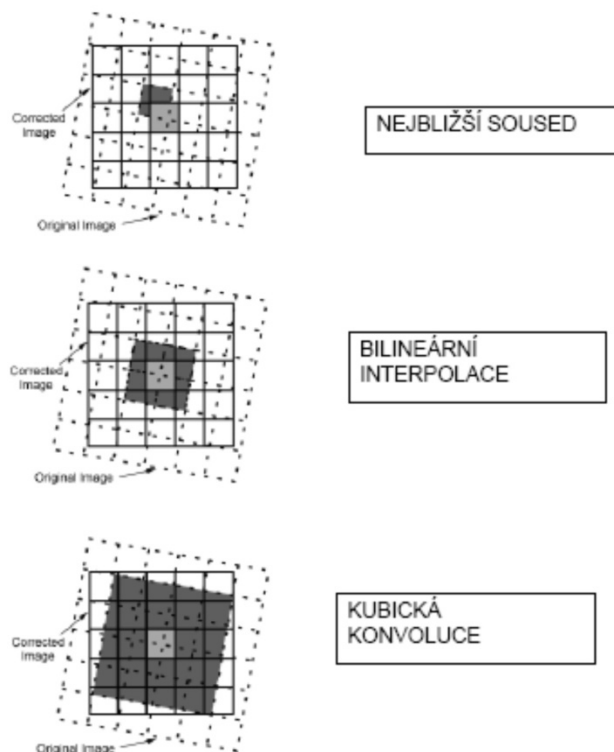 Corrected
Image
NEJBLIŽŠÍ SOUSED
Original Image
Corrected
Image
BILINEÁRNÍ
INTERPOLACE
Original Image
Corrected
Image
KUBICKÁ
KONVOLUCE
Original Image